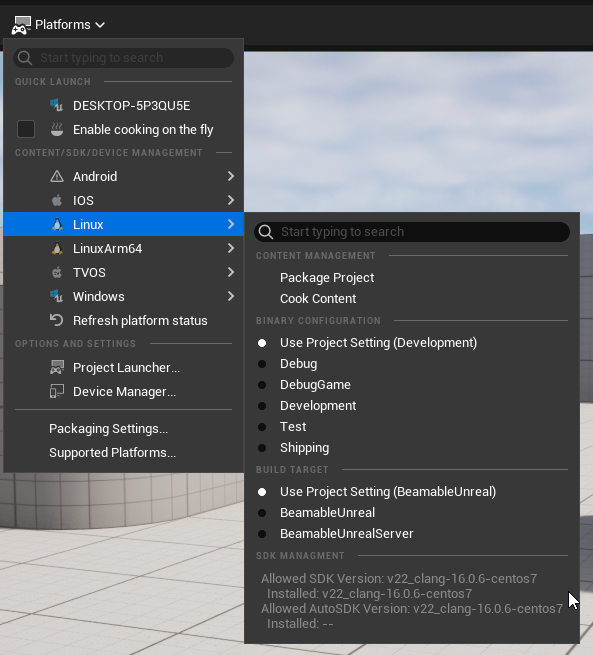 Platforms
Start typing to search
QUICK LAUNCH
DESKTOP-5P3QU5E
Enable cooking on the fly
CONTENT/SDK/DEVICE MANAGEMENT
Android
IOS
Linux
LinuxArm64
TVOS
Windows
Refresh platform status
OPTIONS AND SETTINGS
Project Launcher...
Device Manager...
Packaging Settings...
Supported Platforms...
Start typing to search
CONTENT MANAGEMENT
Package Project
Cook Content
BINARY CONFIGURATION
Use Project Setting (Development)
Debug
DebugGame
Development
Test
Shipping
BUILD TARGET
Use Project Setting (BeamableUnreal)
BeamableUnreal
BeamableUnrealServer
SDK MANAGMENT
Allowed SDK Version: v22_clang-16.0.6-centos7
Installed: v22_clang-16.0.6-centos7
Allowed AutoSDK Version: v22_clang-16.0.6-centos7
Installed: --